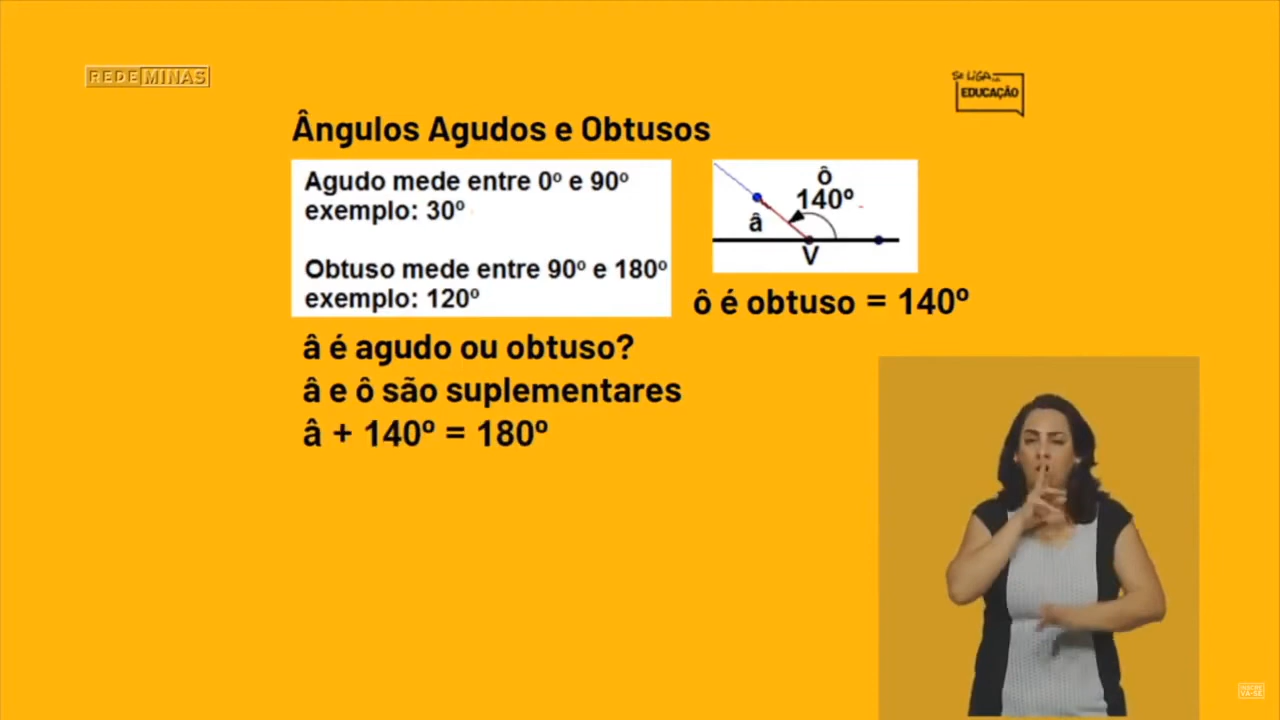 REDE MINAS
SE LIGA NA
EDUCAÇÃO
Ângulos Agudos e Obtusos
Agudo mede entre 0º e 90º
exemplo: 30º
Obtuso mede entre 90º e 180º
exemplo: 120º
ô
140º
â
V
ô é obtuso = 140º
â é agudo ou obtuso?
â e ô são suplementares
â + 140º = 180º